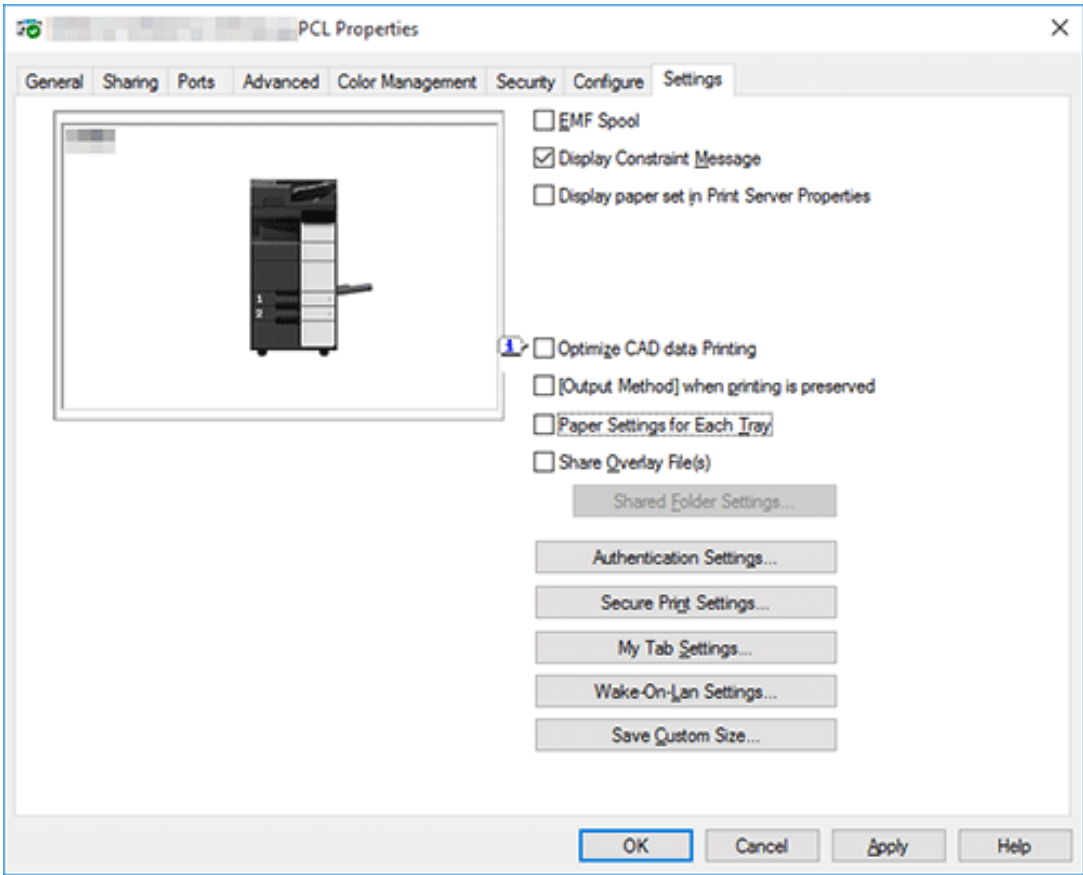 PCL Properties
General Sharing Ports Advanced Color Management Security Configure Settings
EMF Spool
Display Constraint Message
Display paper set in Print Server Properties
1
2
Optimize CAD data Printing
[Output Method] when printing is preserved
Paper Settings for Each Tray
Share Overlay File(s)
Shared Folder Settings...
Authentication Settings...
Secure Print Settings...
My Tab Settings...
Wake-On-Lan Settings...
Save Custom Size...
OK Cancel Apply Help